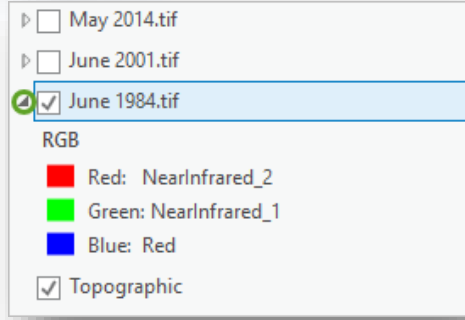 May 2014.tif
June 2001.tif
June 1984.tif
RGB
Red: NearInfrared_2
Green: NearInfrared_1
Blue: Red
Topographic